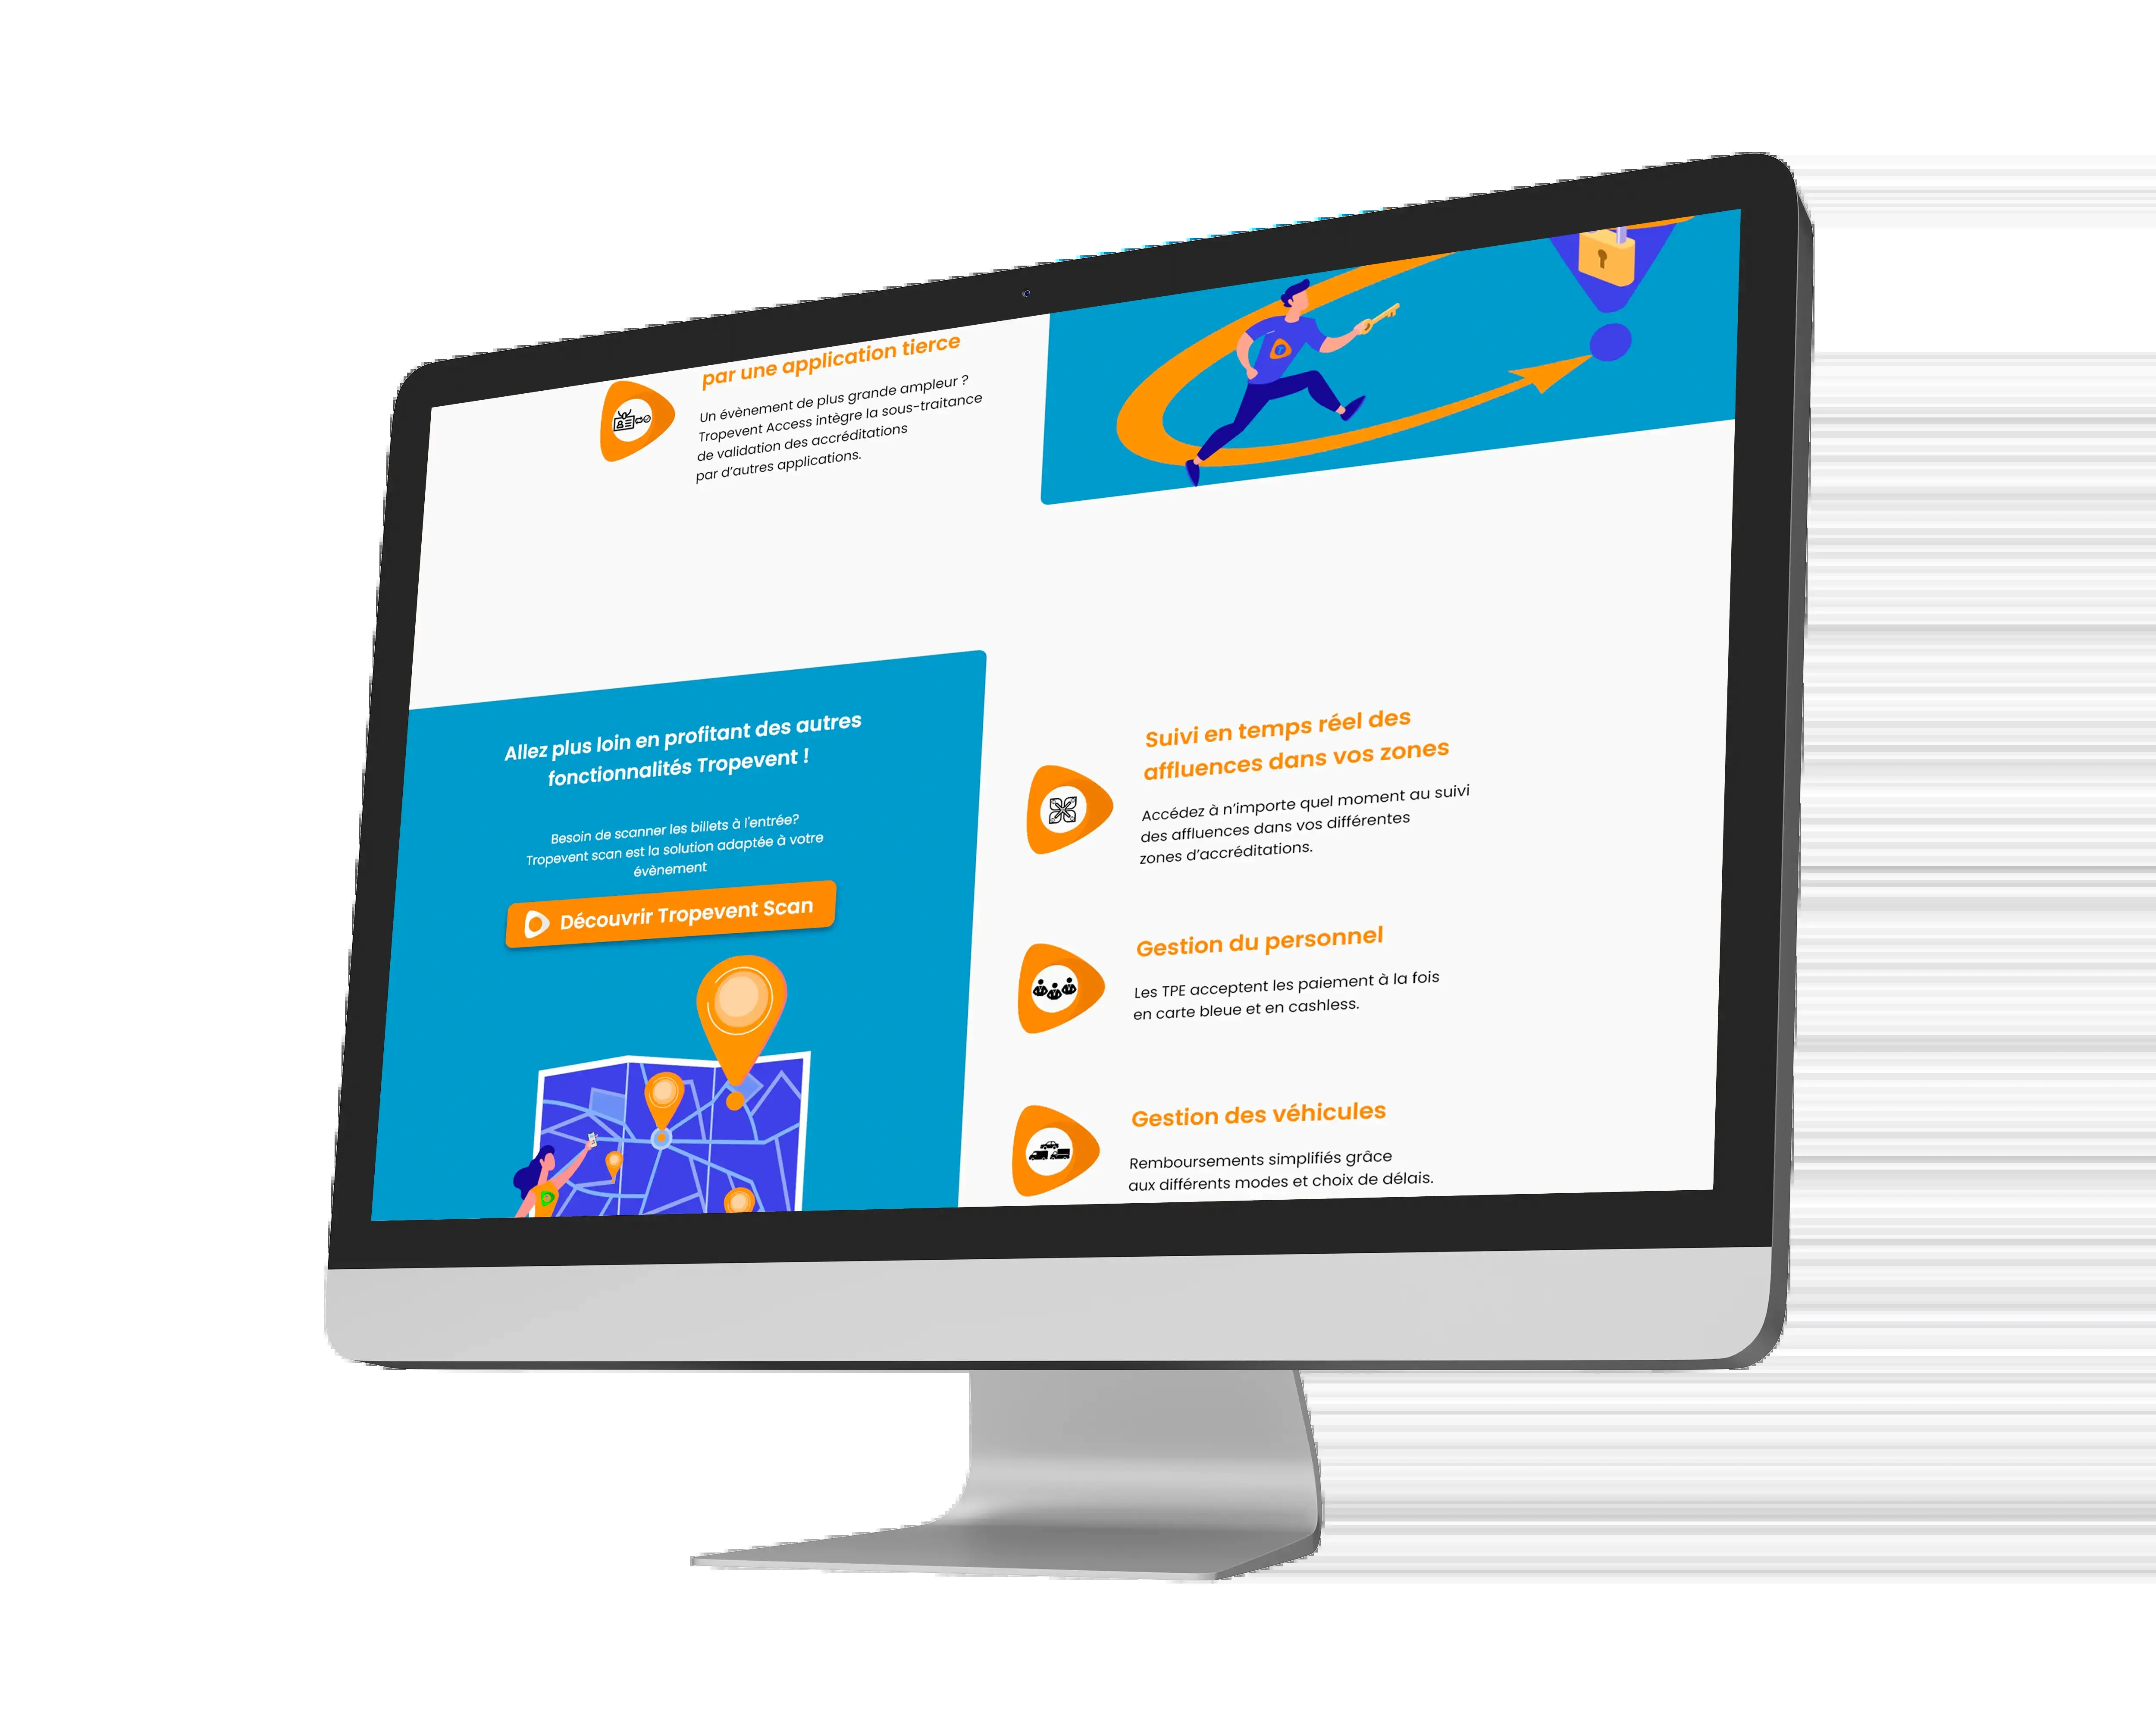 par une application tierce
Un évènement de plus grande ampleur ?
Tropevent Access intègre la sous-traitance
de validation des accréditations
par d'autres applications.
Allez plus loin en profitant des autres
fonctionnalités Tropevent !
Besoin de scanner les billets à l'entrée?
Tropevent scan est la solution adaptée à votre
évènement
Découvrir Tropevent Scan
Suivi en temps réel des
affluences dans vos zones
Accédez à n'importe quel moment au suivi
des affluences dans vos différentes
zones d'accréditations.
Gestion du personnel
Les TPE acceptent les paiement à la fois
en carte bleue et en cashless.
Gestion des véhicules
Remboursements simplifiés grâce
aux différents modes et choix de délais.